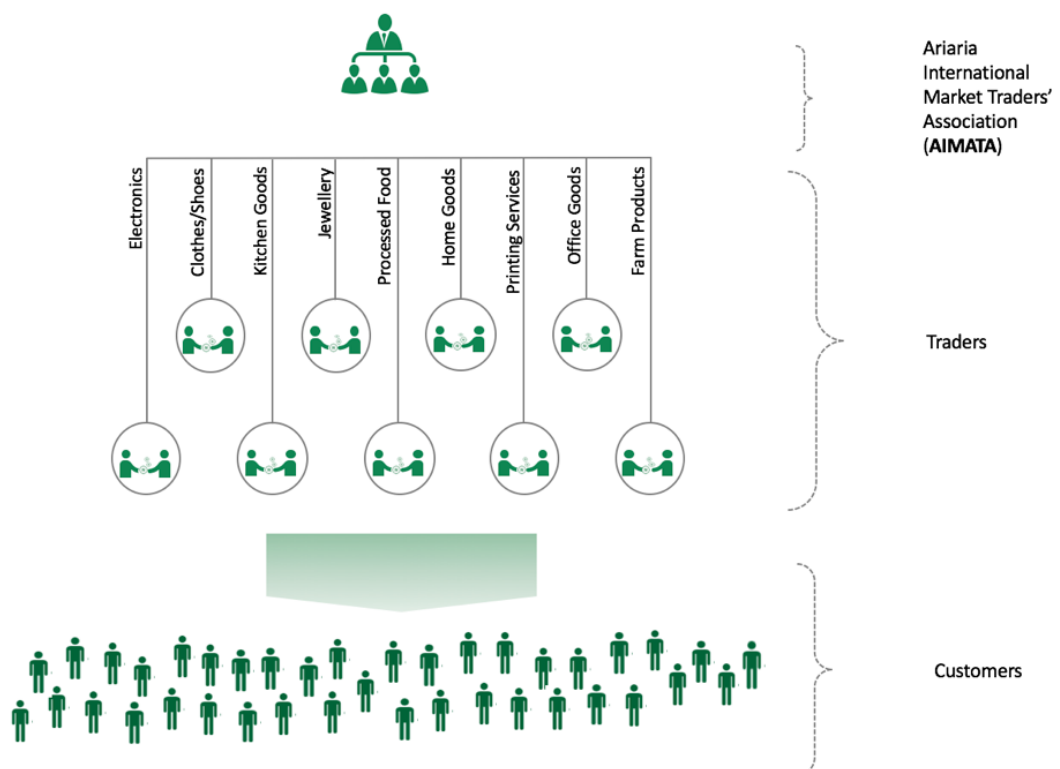 Ariaria
International
Market Traders’
Association
(AIMATA)
Electronics
Clothes/Shoes
Kitchen Goods
Jewellery
Processed Food
Home Goods
Printing Services
Office Goods
Farm Products
Traders
Customers